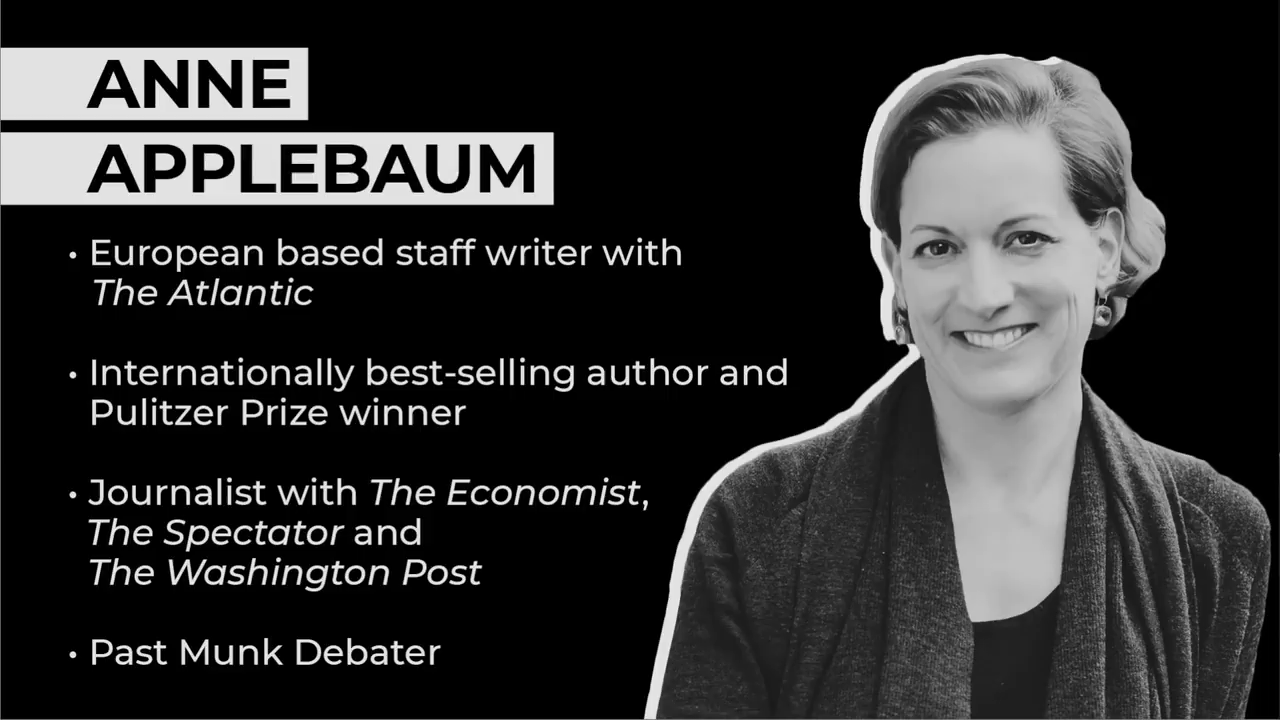 ANNE
APPLEBAUM
• European based staff writer with
The Atlantic
• Internationally best-selling author and
Pulitzer Prize winner
• Journalist with The Economist,
The Spectator and
The Washington Post
• Past Munk Debater